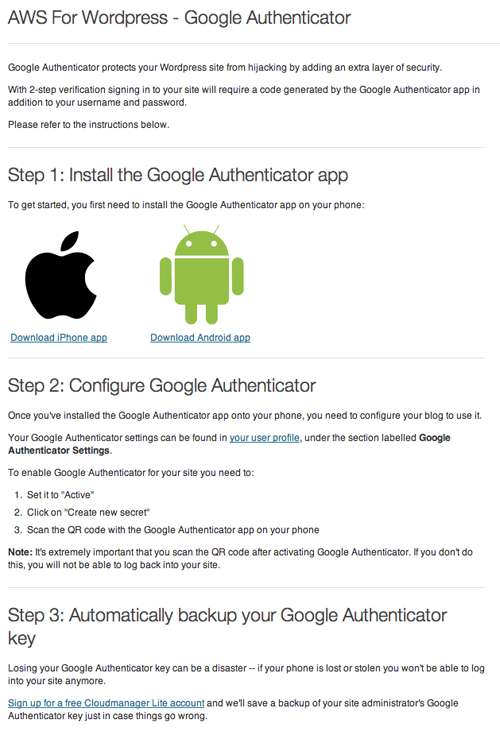 AWS For Wordpress - Google Authenticator
Google Authenticator protects your Wordpress site from hijacking by adding an extra layer of security.
With 2-step verification signing in to your site will require a code generated by the Google Authenticator app in
addition to your username and password.
Please refer to the instructions below.
Step 1: Install the Google Authenticator app
To get started, you first need to install the Google Authenticator app on your phone:
Download iPhone app
Download Android app
Step 2: Configure Google Authenticator
Once you've installed the Google Authenticator app onto your phone, you need to configure your blog to use it.
Your Google Authenticator settings can be found in your user profile, under the section labelled Google
Authenticator Settings.
To enable Google Authenticator for your site you need to:
1. Set it to "Active"
2. Click on "Create new secret"
3. Scan the QR code with the Google Authenticator app on your phone
Note: It's extremely important that you scan the QR code after activating Google Authenticator. If you don't do
this, you will not be able to log back into your site.
Step 3: Automatically backup your Google Authenticator
key
Losing your Google Authenticator key can be a disaster -- if your phone is lost or stolen you won't be able to log
into your site anymore.
Sign up for a free Cloudmanager Lite account and we'll save a backup of your site administrator's Google
Authenticator key just in case things go wrong.